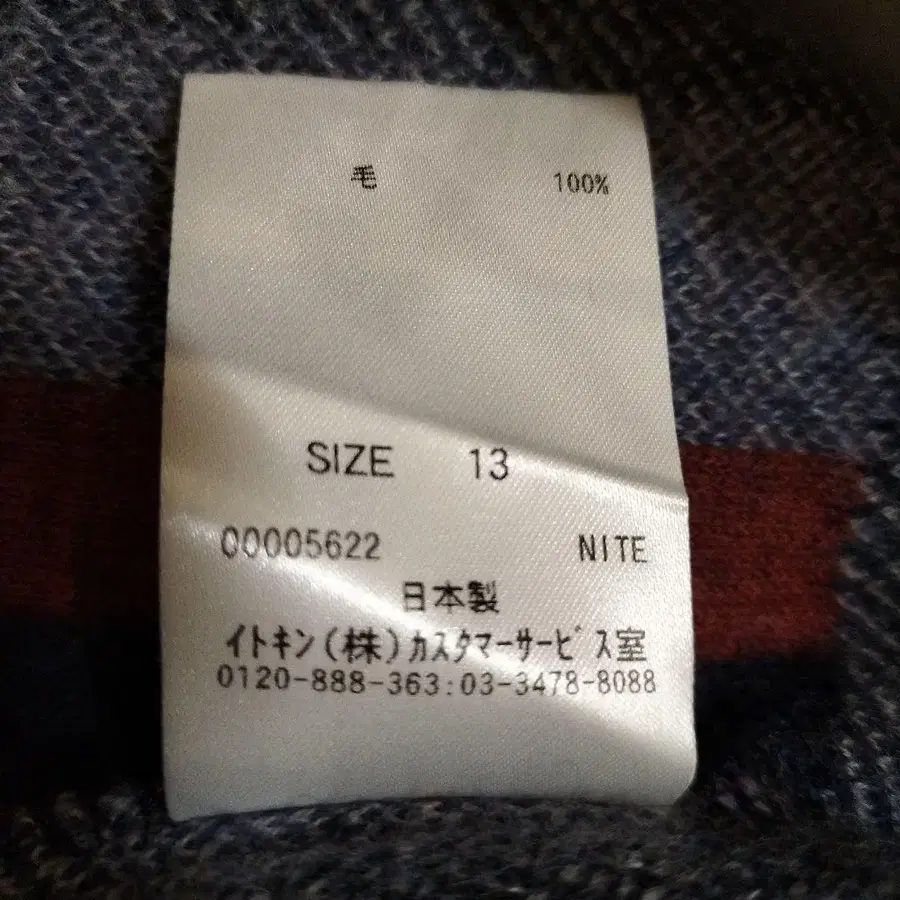 毛 100%
SIZE 13
00005622 NITE
日本製
イトキン(株)カスタマーサービス室
0120-888-363:03-3478-8088